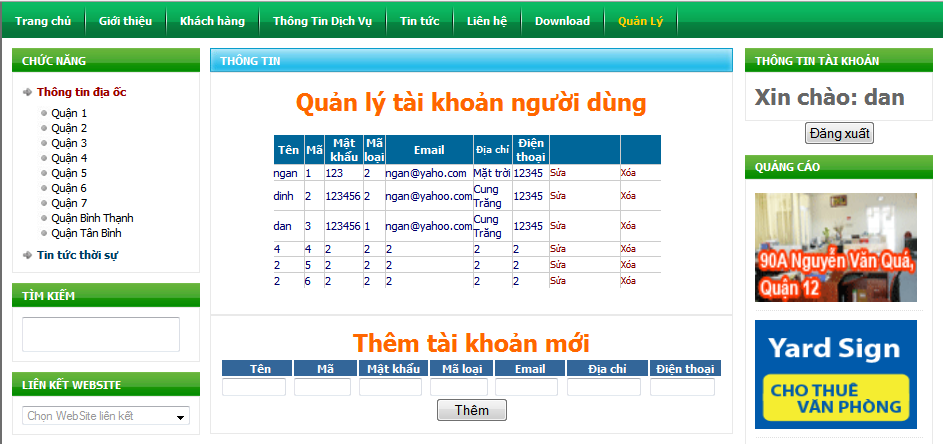 Trang chủ Giới thiệu Khách hàng Thông Tin Dịch Vụ Tin tức Liên hệ Download Quản Lý
CHỨC NĂNG
Thông tin địa ốc
Quận 1
Quận 2
Quận 3
Quận 4
Quận 5
Quận 6
Quận 7
Quận Bình Thạnh
Quận Tân Bình
Tin tức thời sự
TÌM KIẾM
LIÊN KẾT WEBSITE
Chọn WebSite liên kết
THÔNG TIN
Quản lý tài khoản người dùng
Tên Mã Mật khẩu Mã loại Email Địa chỉ Điện thoại
ngan 1 123 2 ngan@yaho.com Mặt trời 12345 Sửa Xóa
dinh 2 123456 2 ngan@yahoo.com Cung Trăng 12345 Sửa Xóa
dan 3 123456 1 ngan@yahoo.com Cung Trăng 12345 Sửa Xóa
4 4 2 2 2 2 2 Sửa Xóa
2 5 2 2 2 2 2 Sửa Xóa
2 6 2 2 2 2 2 Sửa Xóa
Thêm tài khoản mới
Tên Mã Mật khẩu Mã loại Email Địa chỉ Điện thoại
Thêm
THÔNG TIN TÀI KHOẢN
Xin chào: dan
Đăng xuất
QUẢNG CÁO
90A Nguyễn Văn Quá,
Quận 12
Yard Sign
CHO THUÊ
VĂN PHÒNG